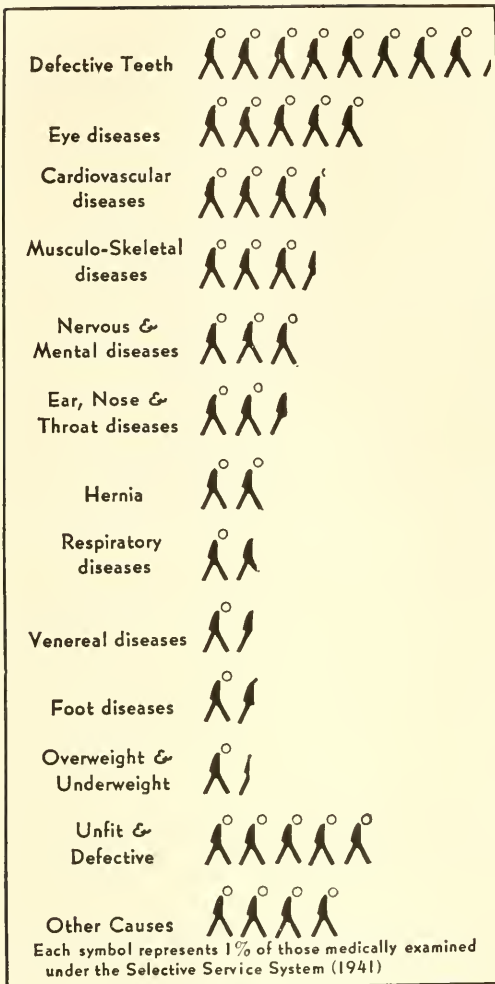 Defective Teeth
Eye diseases
Cardiovascular
diseases
Musculo-Skeletal
diseases
Nervous &
Mental diseases
Ear, Nose &
Throat diseases
Hernia
Respiratory
diseases
Venereal diseases
Foot diseases
Overweight &
Underweight
Unfit &
Defective
Other Causes
Each symbol represents 1% of those medically examined
under the Selective Service System (1941)